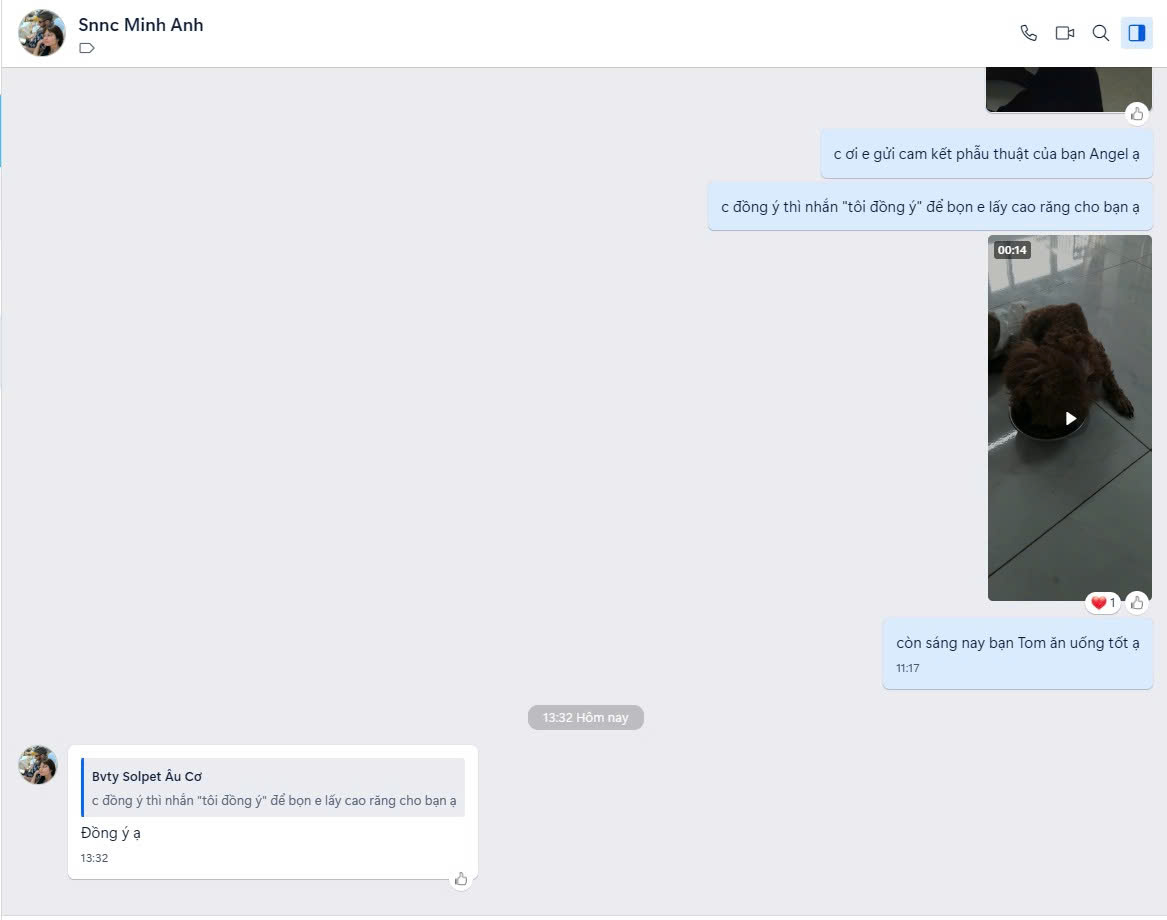 Snnc Minh Anh
c ơi e gửi cam kết phẫu thuật của bạn Angel ạ
c đồng ý thì nhắn "tôi đồng ý" để bọn e lấy cao răng cho bạn ạ
00:14
1
còn sáng nay bạn Tom ăn uống tốt ạ
11:17
13:32 Hôm nay
Bvty Solpet Âu Cơ
c đồng ý thì nhắn "tôi đồng ý" để bọn e lấy cao răng cho bạn ạ
Đồng ý ạ
13:32